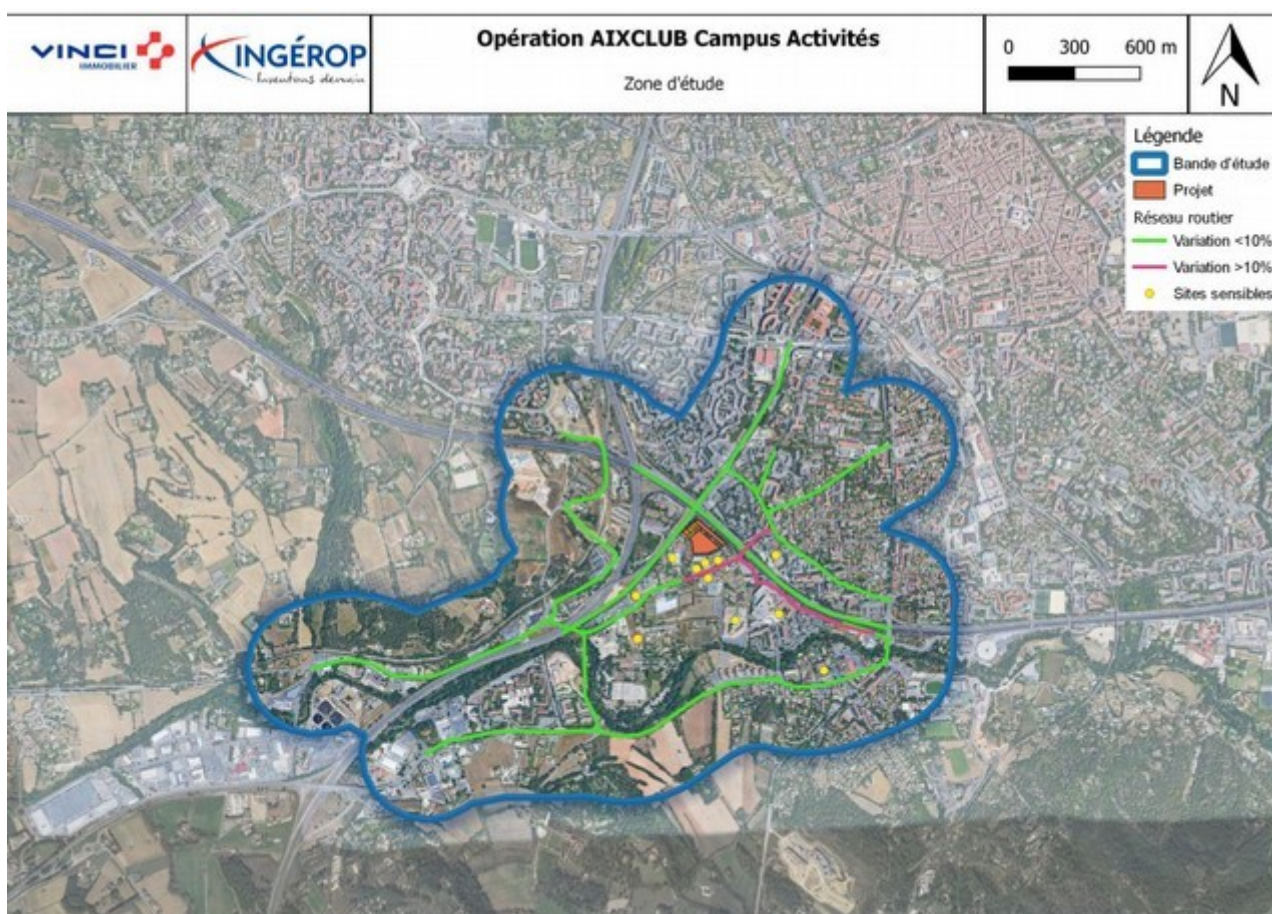 VINCI
IMMOBILIER
INGÉROP
Inventons demain
Opération AIXCLUB Campus Activités
Zone d'étude
0 300 600 m
N
Légende
Bande d'étude
Projet
Réseau routier
Variation <10%
Variation >10%
Sites sensibles